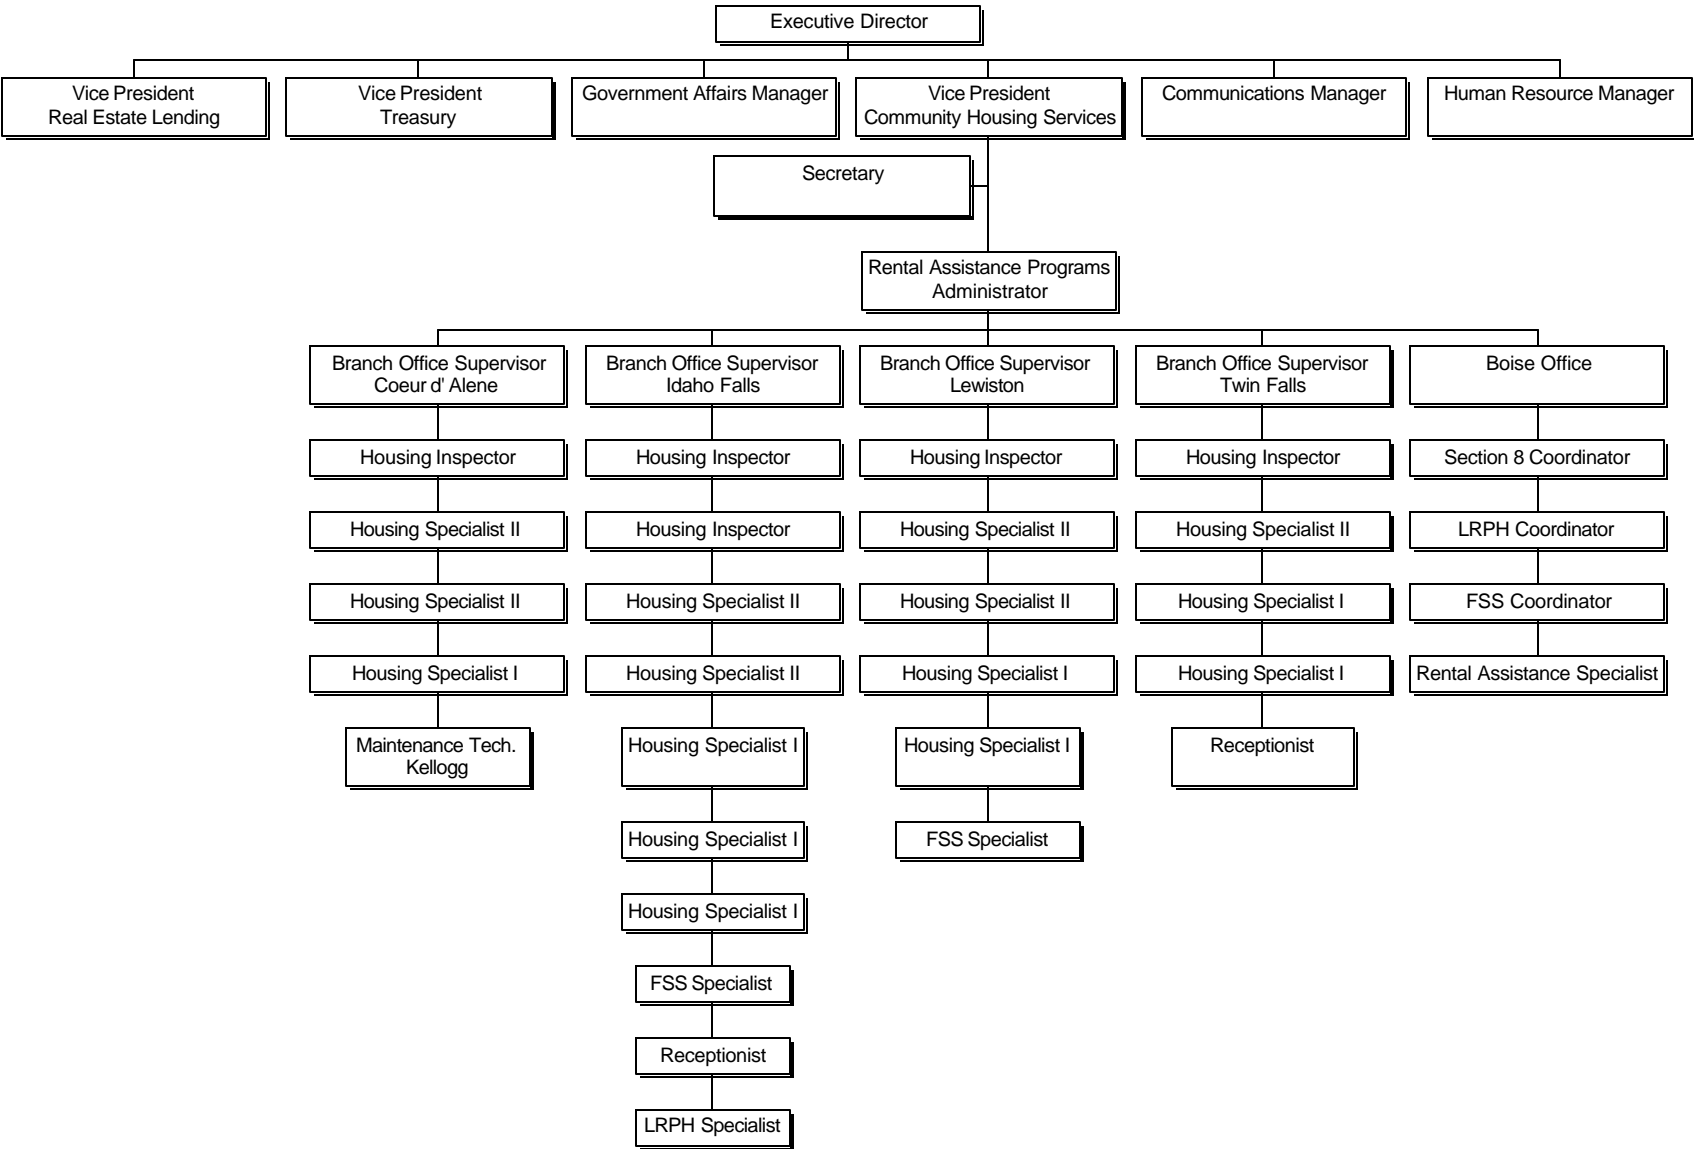 Executive Director
Vice President
Real Estate Lending
Vice President
Treasury
Government Affairs Manager
Vice President
Community Housing Services
Communications Manager
Human Resource Manager
Secretary
Rental Assistance Programs
Administrator
Branch Office Supervisor
Coeur d' Alene
Branch Office Supervisor
Idaho Falls
Branch Office Supervisor
Lewiston
Branch Office Supervisor
Twin Falls
Boise Office
Housing Inspector
Housing Inspector
Housing Inspector
Housing Inspector
Section 8 Coordinator
Housing Specialist II
Housing Inspector
Housing Specialist II
Housing Specialist II
LRPH Coordinator
Housing Specialist II
Housing Specialist II
Housing Specialist II
Housing Specialist I
FSS Coordinator
Housing Specialist I
Housing Specialist II
Housing Specialist I
Housing Specialist I
Rental Assistance Specialist
Maintenance Tech.
Kellogg
Housing Specialist I
Housing Specialist I
Receptionist
Housing Specialist I
FSS Specialist
Housing Specialist I
FSS Specialist
Receptionist
LRPH Specialist